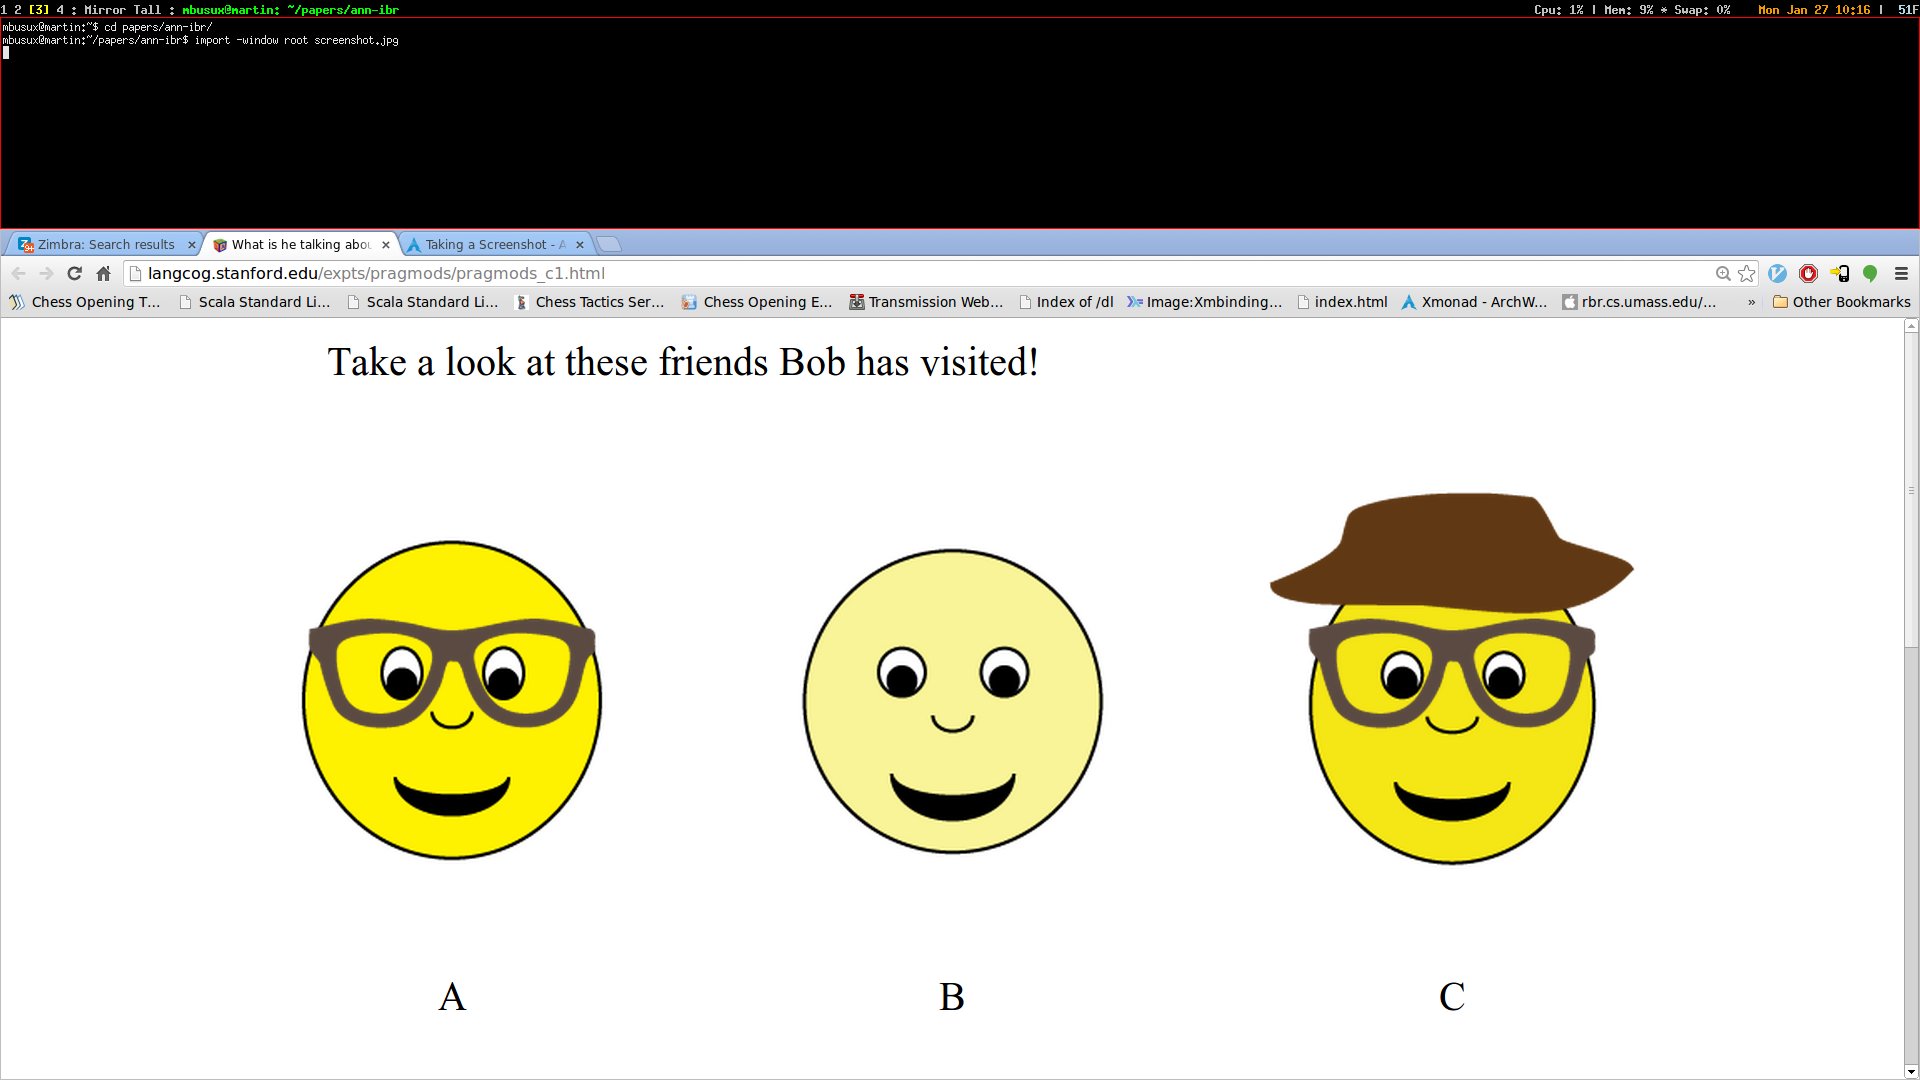 1 2 [3] 4 : Mirror Tall : mbusux@martin: ~/papers/ann-ibr Cpu: 1% | Mem: 9% * Swap: 0% Mon Jan 27 10:16 | 51F
mbusux@martin:~$ cd papers/ann-ibr/
mbusux@martin:~/papers/ann-ibr$ import -window root screenshot.jpg
Zimbra: Search results What is he talking abou Taking a Screenshot - A
langcog.stanford.edu/expts/pragmods/pragmods_c1.html
Chess Opening T... Scala Standard Li... Scala Standard Li... Chess Tactics Ser... Chess Opening E... Transmission Web... Index of /dl Image:Xmbinding... index.html Xmonad - ArchW... rbr.cs.umass.edu/... » Other Bookmarks
Take a look at these friends Bob has visited!
A B C